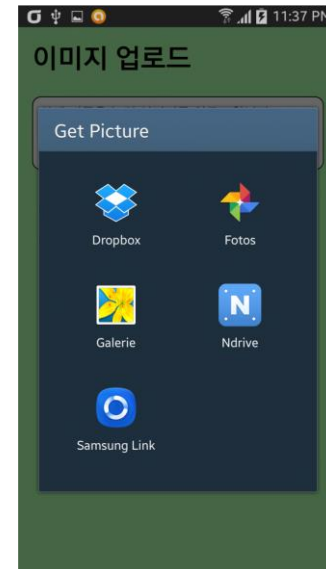 11:37 PM
이미지 업로드
Get Picture
Dropbox
Fotos
Galerie
Ndrive
Samsung Link